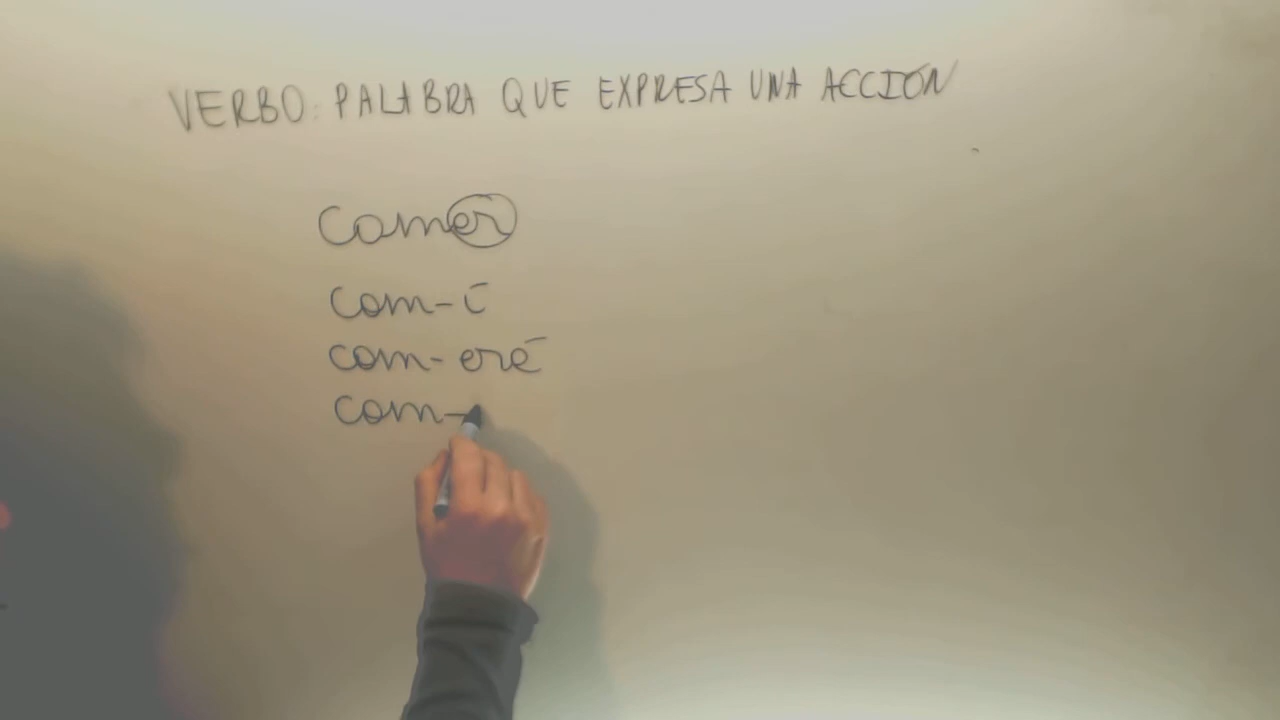 VERBO: PALABRA QUE EXPRESA UNA ACCIÓN
comer
com-í
com-eré
com-